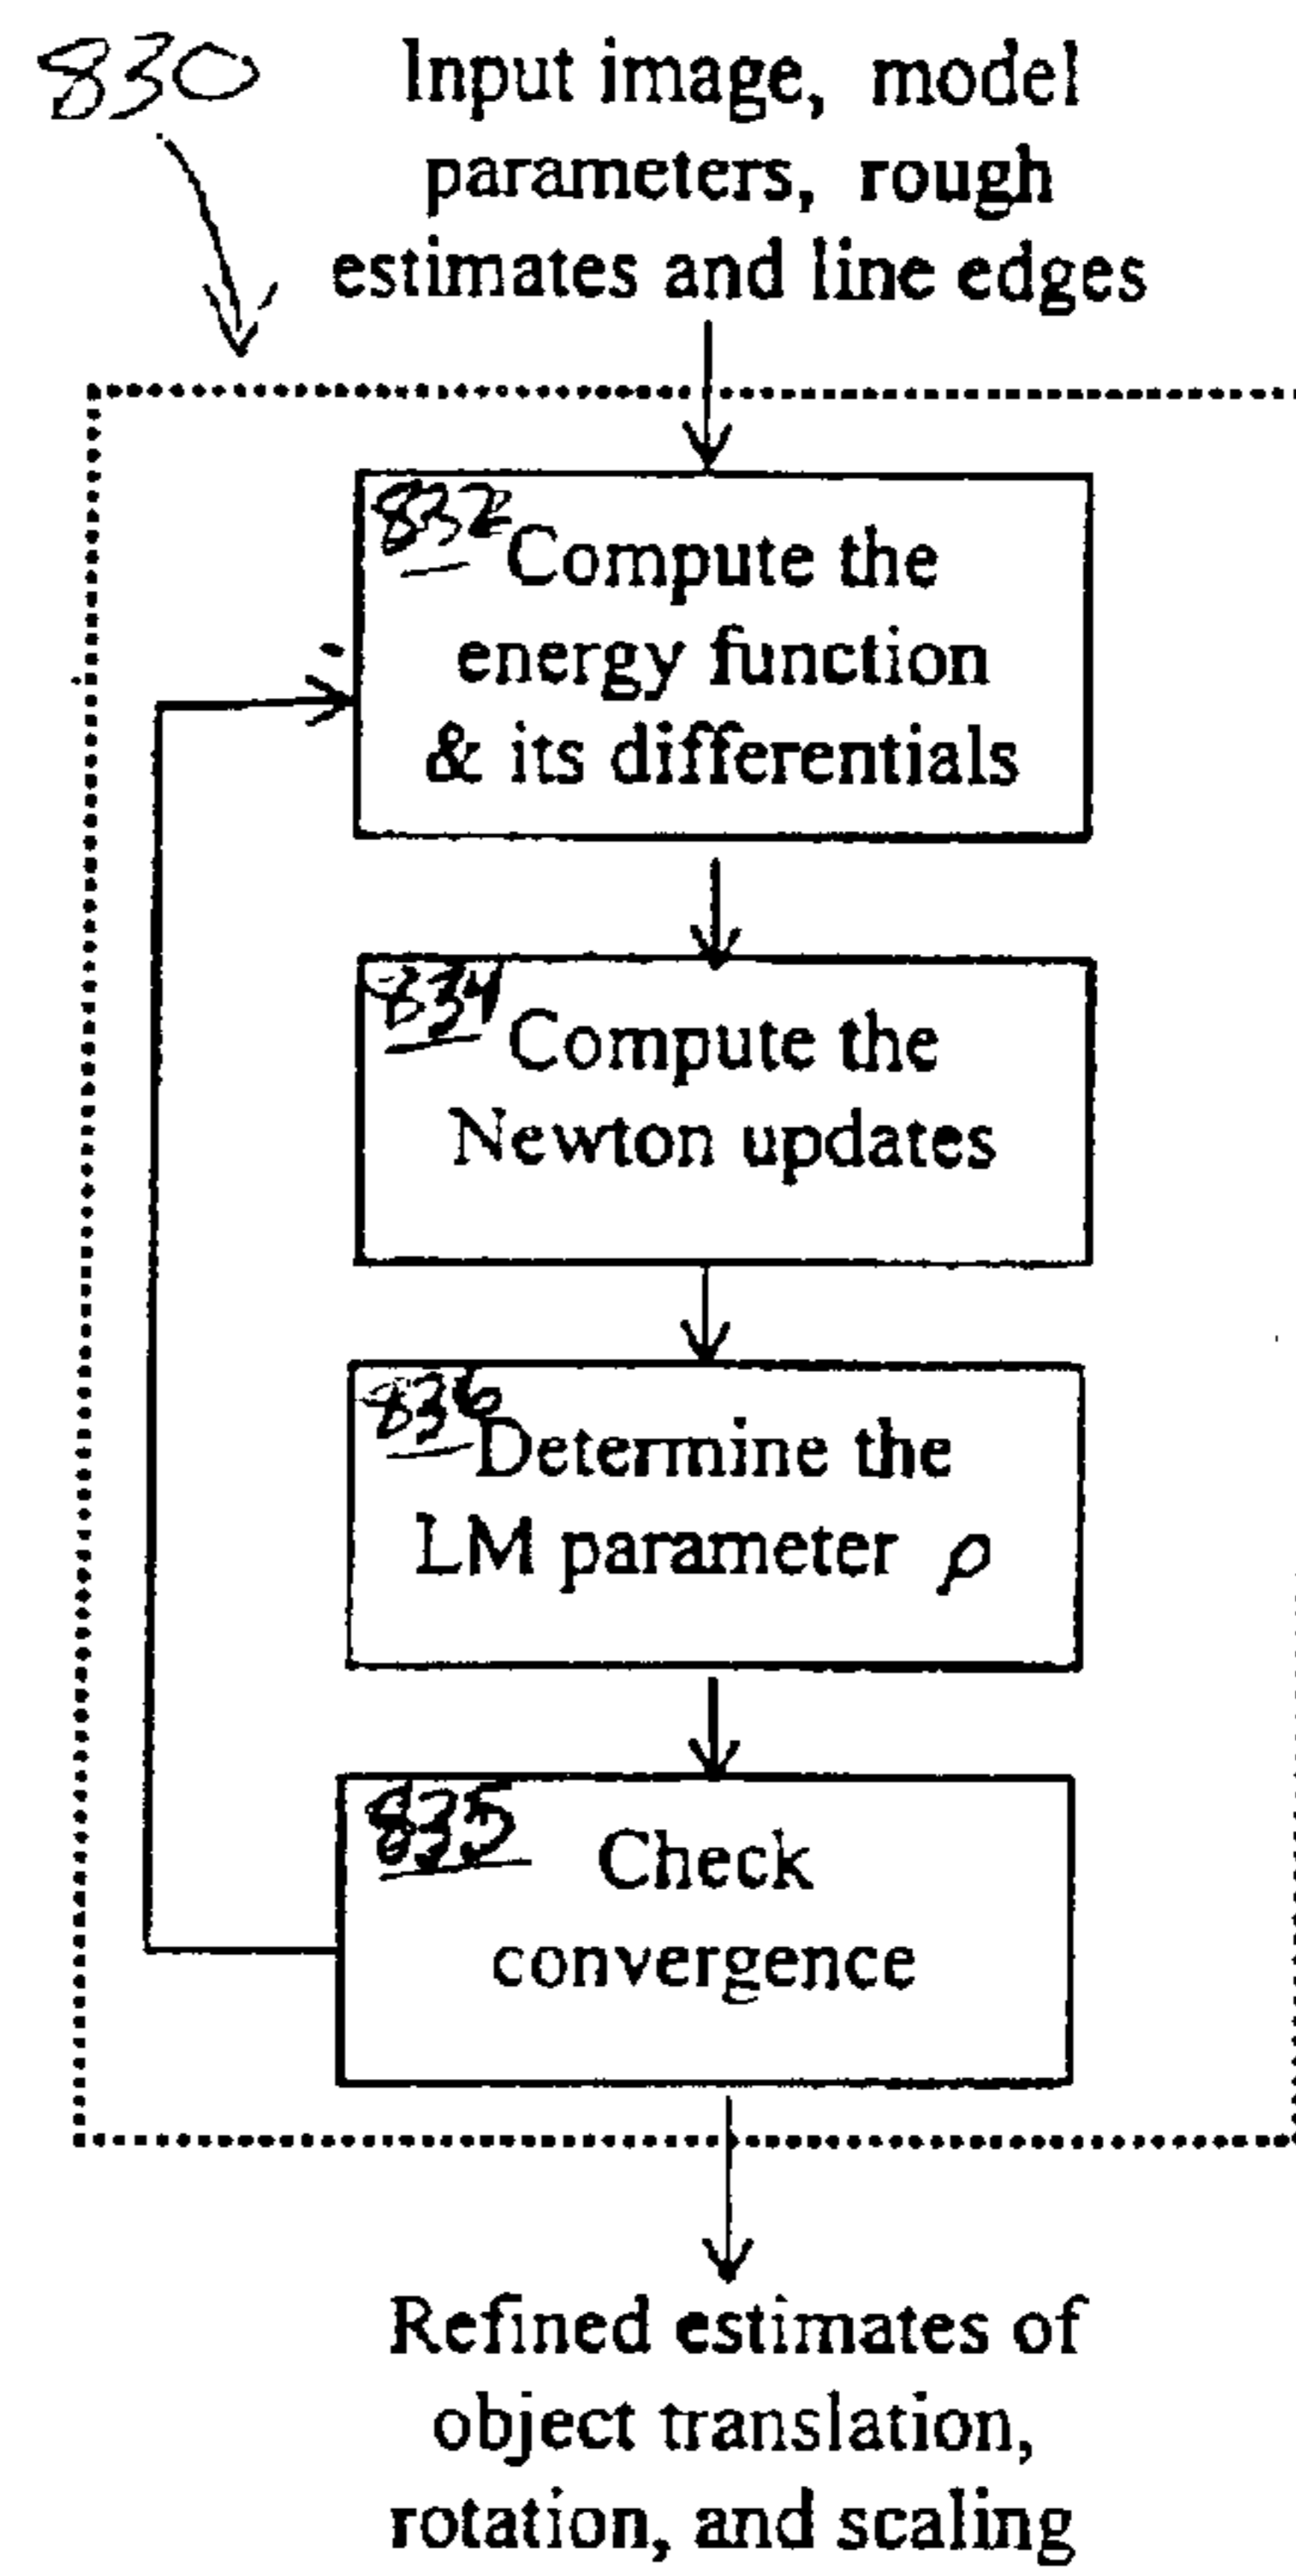 830
Input image, model
parameters, rough
estimates and line edges
832
Compute the
energy function
& its differentials
834
Compute the
Newton updates
836
Determine the
LM parameter ρ
835
Check
convergence
Refined estimates of
object translation,
rotation, and scaling